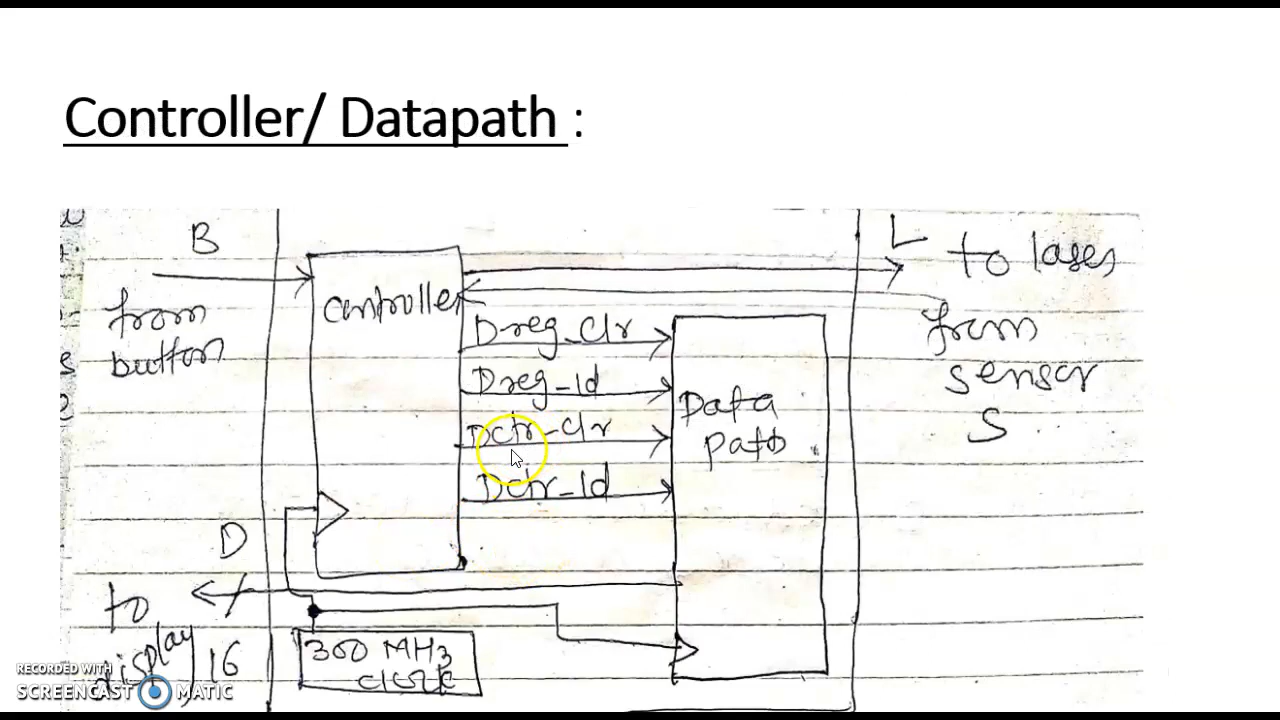 Controller/ Datapath :
B
L
to laser
from
button
controller
from
sensor
S
Dreg_Clr
Dreg_ld
Dctr_Clr
Dctr_ld
Data
path
D
to
display
16
300 MHz
clock
RECORDED WITH
SCREENCAST MATIC